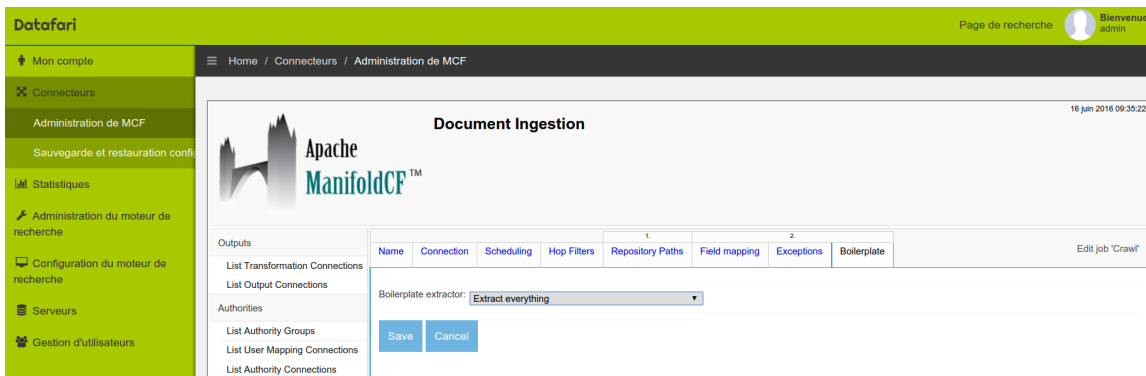 Datafari
Page de recherche
Bienvenue
admin
Mon compte
Home / Connecteurs / Administration de MCF
Connecteurs
Administration de MCF
Sauvegarde et restauration confi
Statistiques
Administration du moteur de
recherche
Configuration du moteur de
recherche
Serveurs
Gestion d'utilisateurs
16 juin 2016 09:35:22
Document Ingestion
Apache
ManifoldCF™
Outputs
List Transformation Connections
List Output Connections
Authorities
List Authority Groups
List User Mapping Connections
List Authority Connections
1.
2.
Name Connection Scheduling Hop Filters Repository Paths Field mapping Exceptions Boilerplate
Edit job 'Crawl'
Boilerplate extractor: Extract everything
Save Cancel